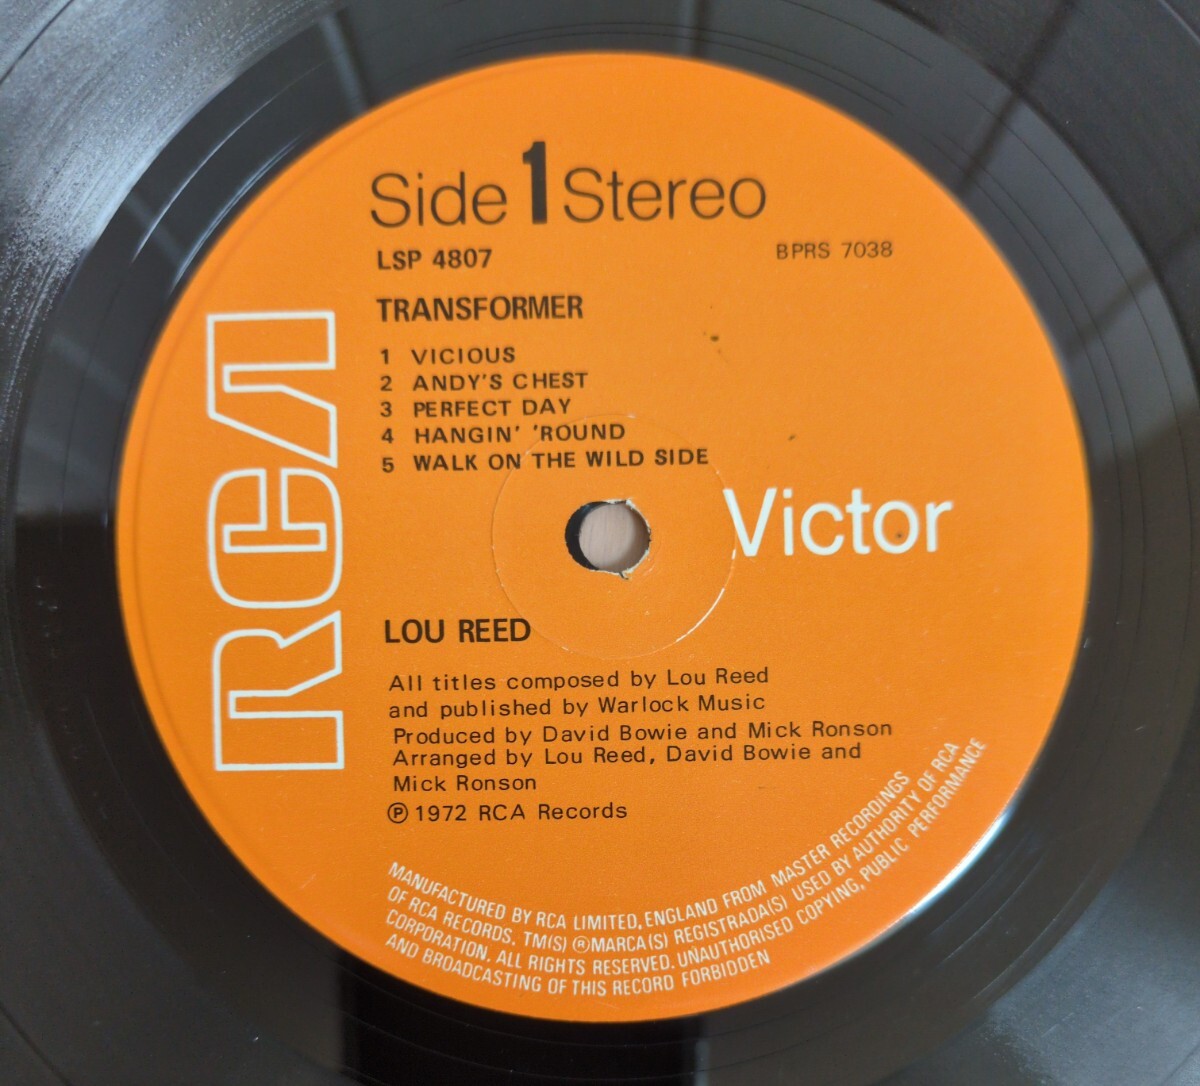 Side 1 Stereo
LSP 4807
BPRS 7038
TRANSFORMER
1 VICIOUS
2 ANDY'S CHEST
3 PERFECT DAY
4 HANGIN' 'ROUND
5 WALK ON THE WILD SIDE
RCA
Victor
LOU REED
All titles composed by Lou Reed
and published by Warlock Music
Produced by David Bowie and Mick Ronson
Arranged by Lou Reed, David Bowie and
Mick Ronson
℗ 1972 RCA Records
MANUFACTURED BY RCA LIMITED, ENGLAND FROM MASTER RECORDINGS
OF RCA RECORDS. TM(S) ® MARCA(S) REGISTRADA(S) USED BY AUTHORITY OF RCA
CORPORATION. ALL RIGHTS RESERVED. UNAUTHORISED COPYING, PUBLIC PERFORMANCE
AND BROADCASTING OF THIS RECORD FORBIDDEN